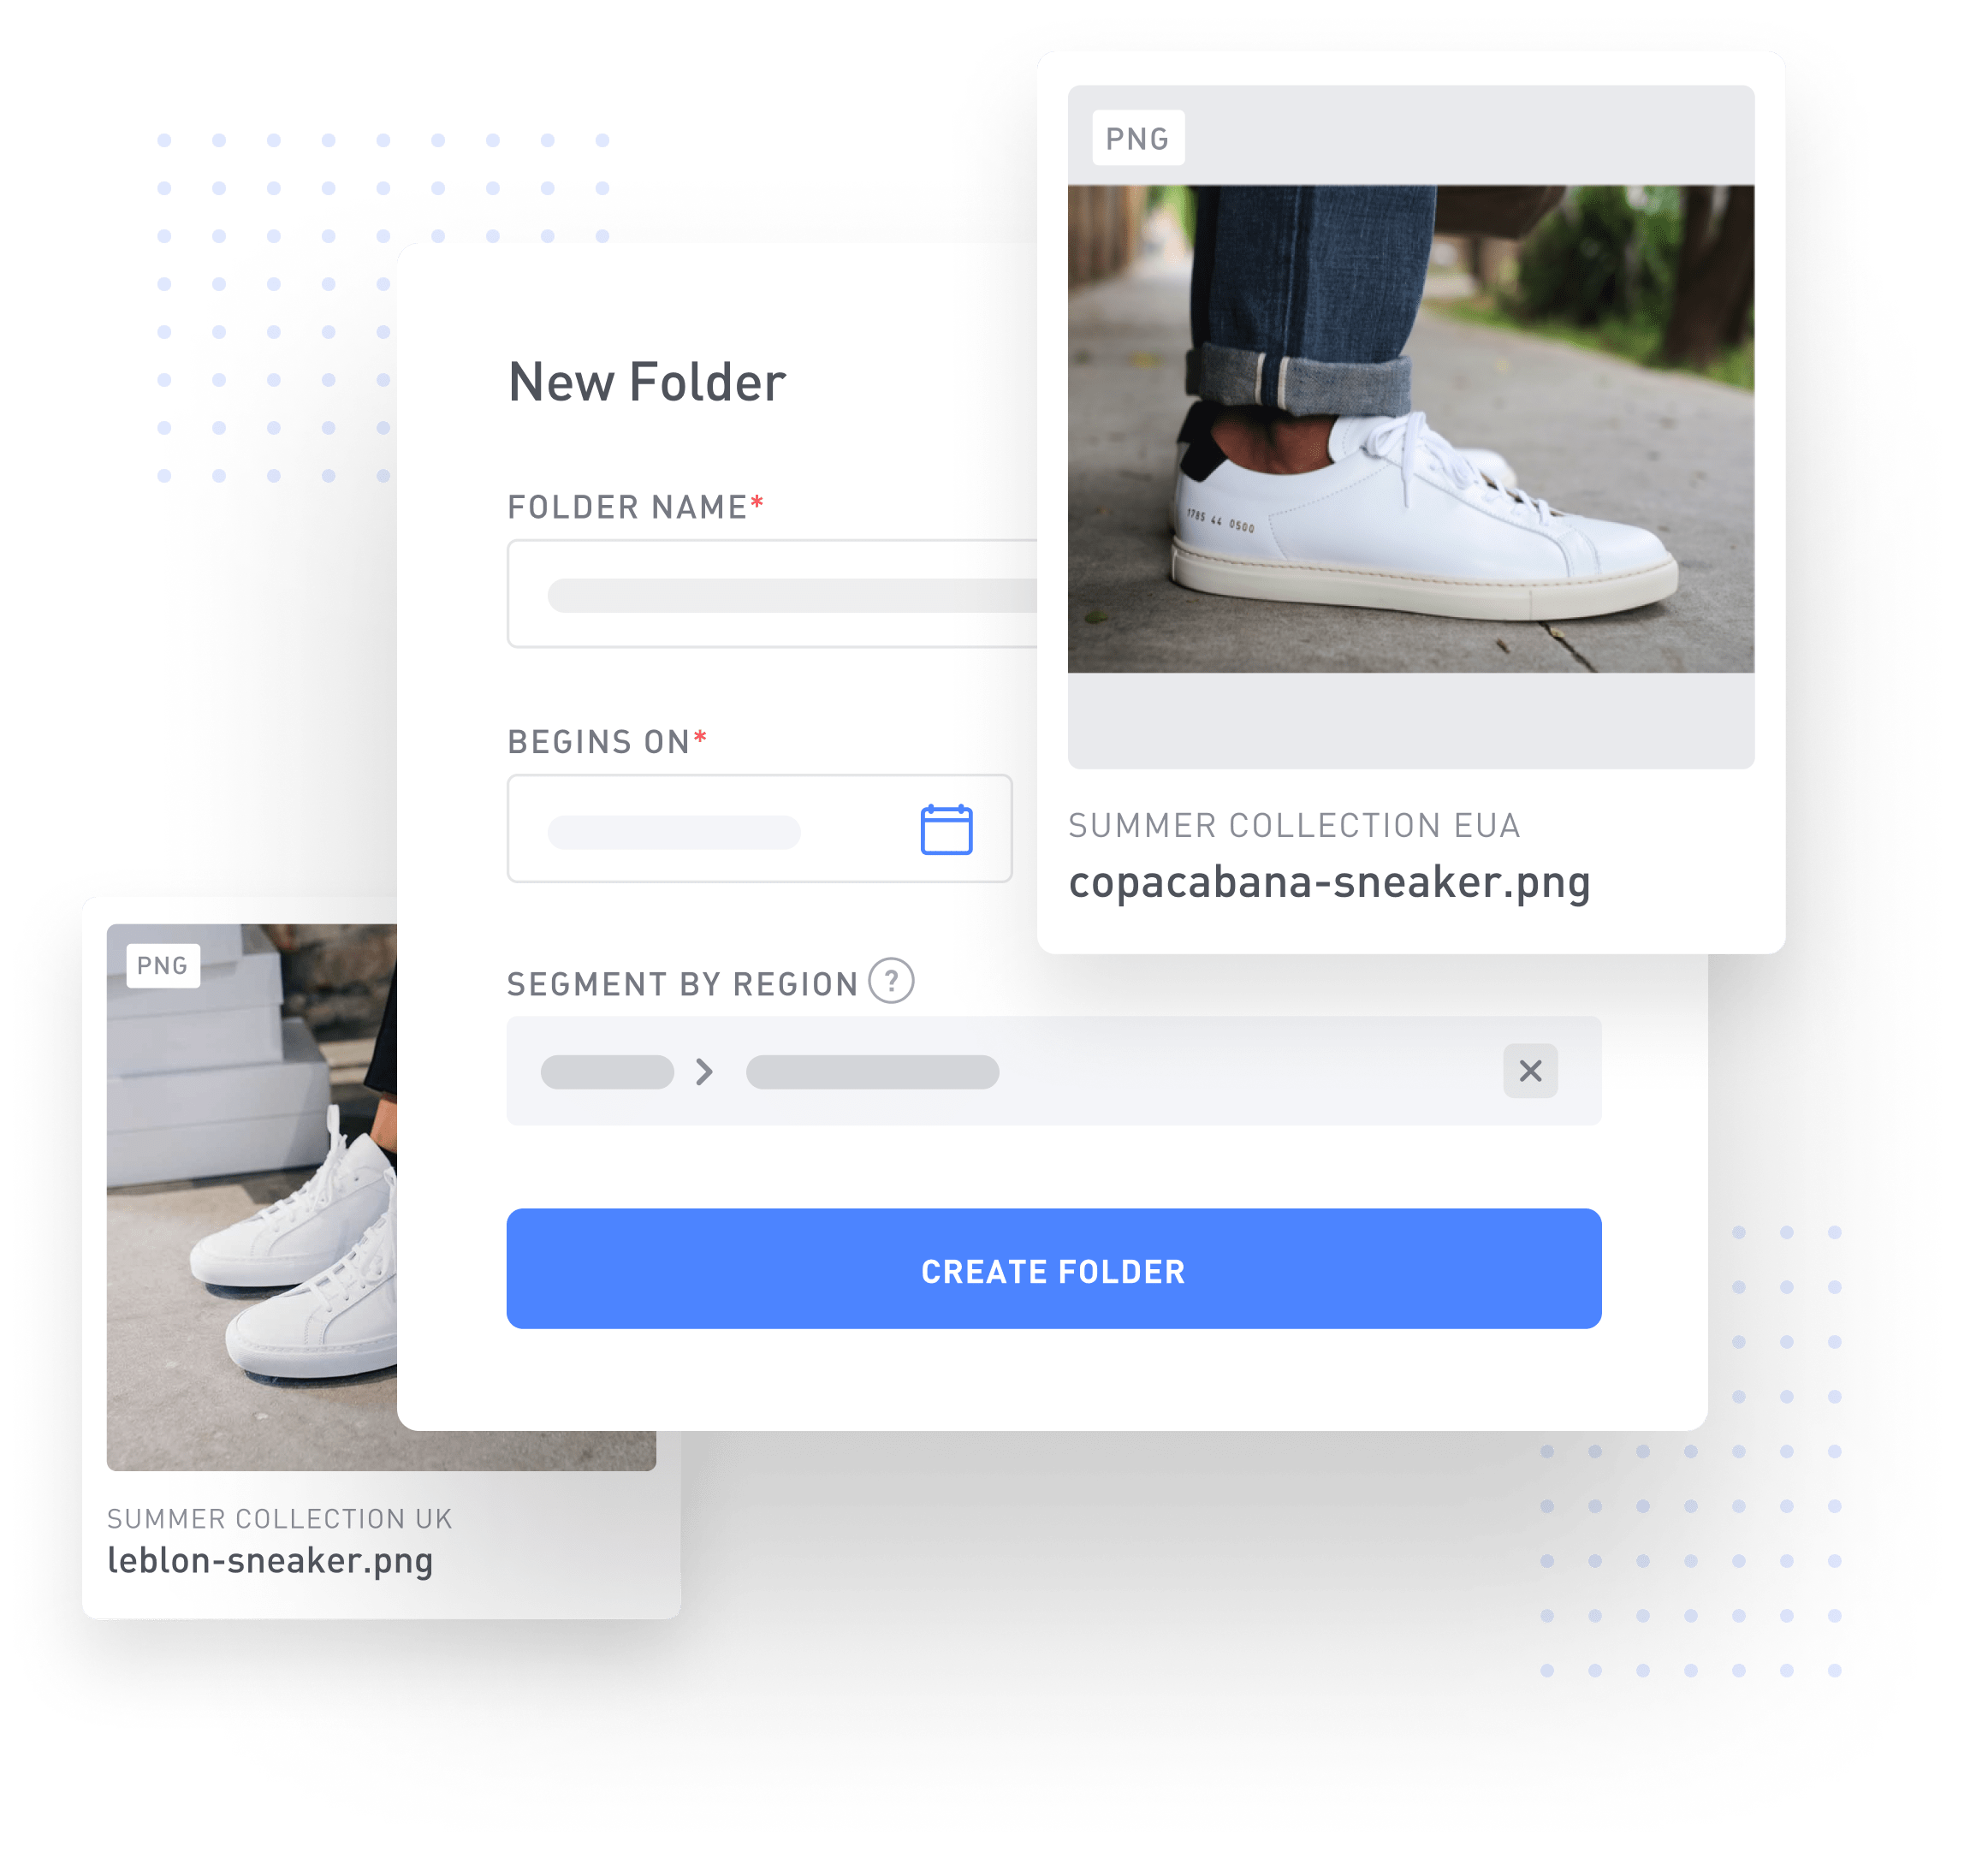 PNG
1785 44 0500
SUMMER COLLECTION EUA
copacabana-sneaker.png
New Folder
FOLDER NAME*
BEGINS ON*
SEGMENT BY REGION ?
CREATE FOLDER
PNG
SUMMER COLLECTION UK
leblon-sneaker.png